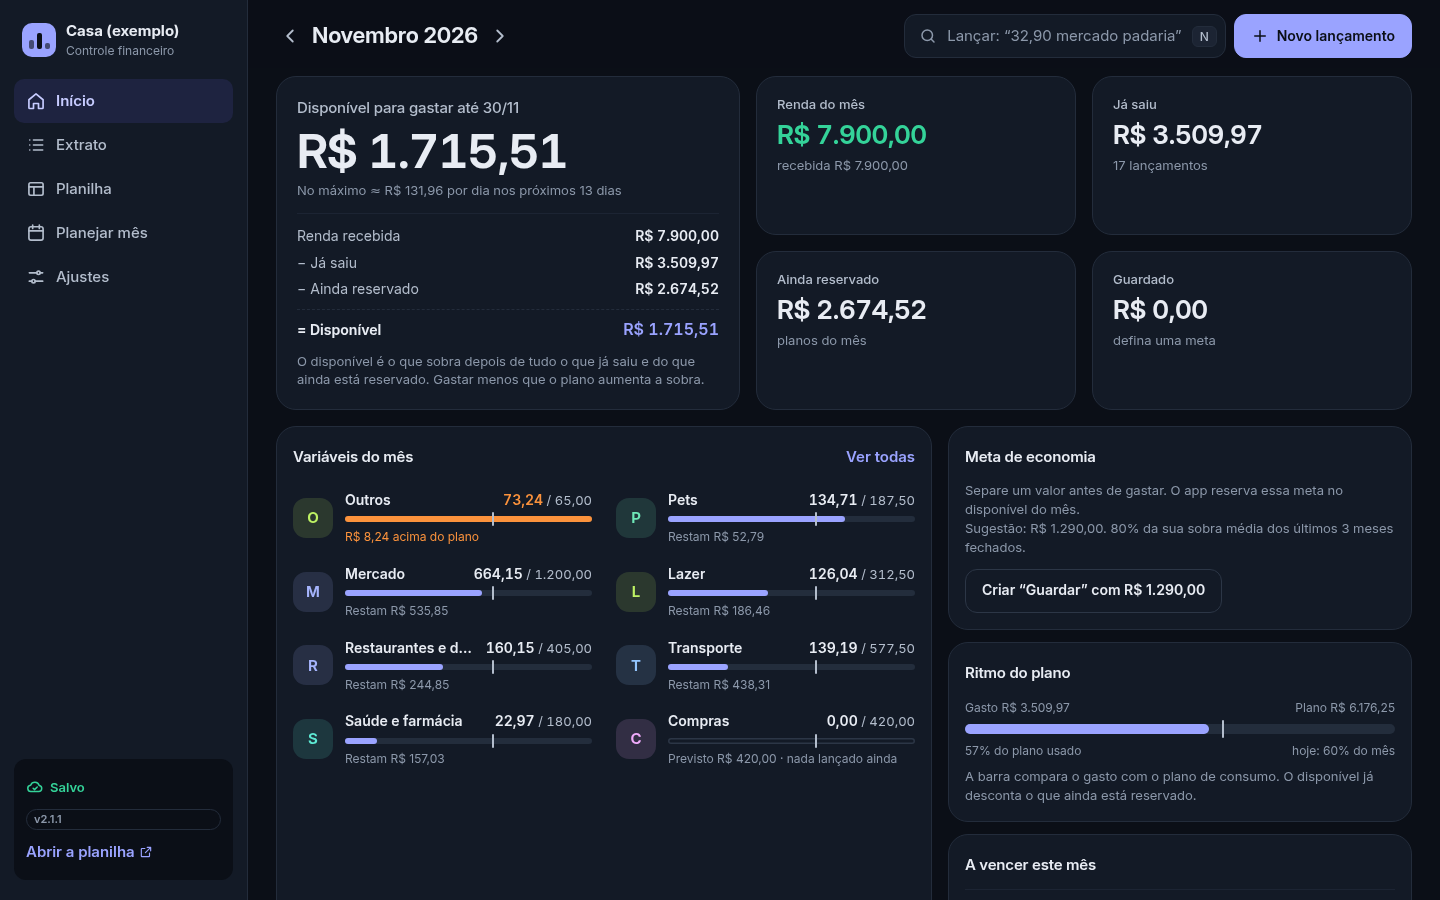 Casa (exemplo)
Controle financeiro
Início
Extrato
Planilha
Planejar mês
Ajustes
Salvo
v2.1.1
Abrir a planilha
Novembro 2026
Lançar: “32,90 mercado padaria”
N
Novo lançamento
Disponível para gastar até 30/11
R$ 1.715,51
No máximo ≈ R$ 131,96 por dia nos próximos 13 dias
Renda recebida R$ 7.900,00
− Já saiu R$ 3.509,97
− Ainda reservado R$ 2.674,52
= Disponível R$ 1.715,51
O disponível é o que sobra depois de tudo o que já saiu e do que
ainda está reservado. Gastar menos que o plano aumenta a sobra.
Renda do mês
R$ 7.900,00
recebida R$ 7.900,00
Já saiu
R$ 3.509,97
17 lançamentos
Ainda reservado
R$ 2.674,52
planos do mês
Guardado
R$ 0,00
defina uma meta
Variáveis do mês
Ver todas
O
Outros 73,24 / 65,00
R$ 8,24 acima do plano
P
Pets 134,71 / 187,50
Restam R$ 52,79
M
Mercado 664,15 / 1.200,00
Restam R$ 535,85
L
Lazer 126,04 / 312,50
Restam R$ 186,46
R
Restaurantes e d... 160,15 / 405,00
Restam R$ 244,85
T
Transporte 139,19 / 577,50
Restam R$ 438,31
S
Saúde e farmácia 22,97 / 180,00
Restam R$ 157,03
C
Compras 0,00 / 420,00
Previsto R$ 420,00 · nada lançado ainda
Meta de economia
Separe um valor antes de gastar. O app reserva essa meta no
disponível do mês.
Sugestão: R$ 1.290,00. 80% da sua sobra média dos últimos 3 meses
fechados.
Criar “Guardar” com R$ 1.290,00
Ritmo do plano
Gasto R$ 3.509,97 Plano R$ 6.176,25
57% do plano usado hoje: 60% do mês
A barra compara o gasto com o plano de consumo. O disponível já
desconta o que ainda está reservado.
A vencer este mês